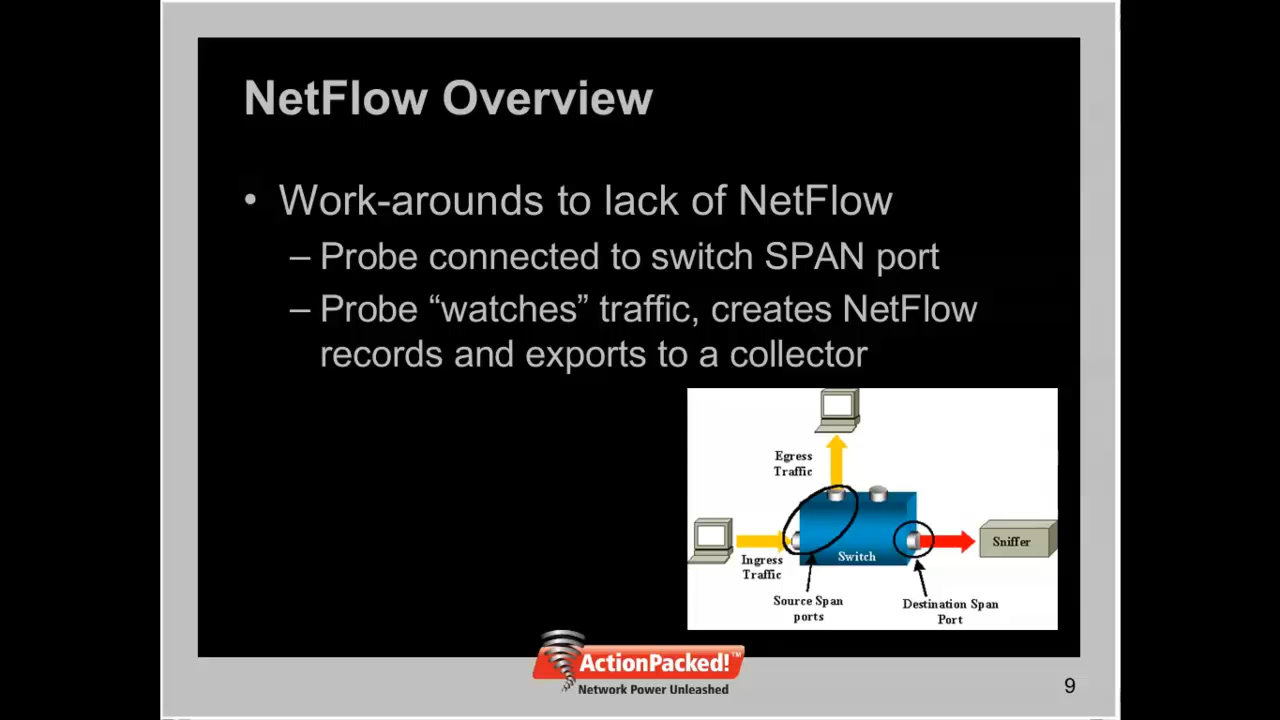 NetFlow Overview
• Work-arounds to lack of NetFlow
– Probe connected to switch SPAN port
– Probe “watches” traffic, creates NetFlow
records and exports to a collector
Egress
Traffic
Ingress
Traffic
Switch
Sniffer
Source Span
ports
Destination Span
Port
ActionPacked!™
Network Power Unleashed
9